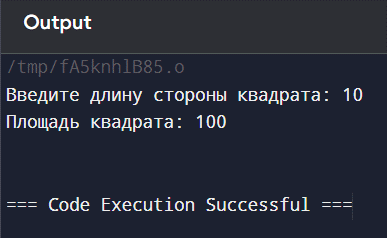 Output
/tmp/fA5knhlB85.o
Введите длину стороны квадрата: 10
Площадь квадрата: 100
=== Code Execution Successful ===